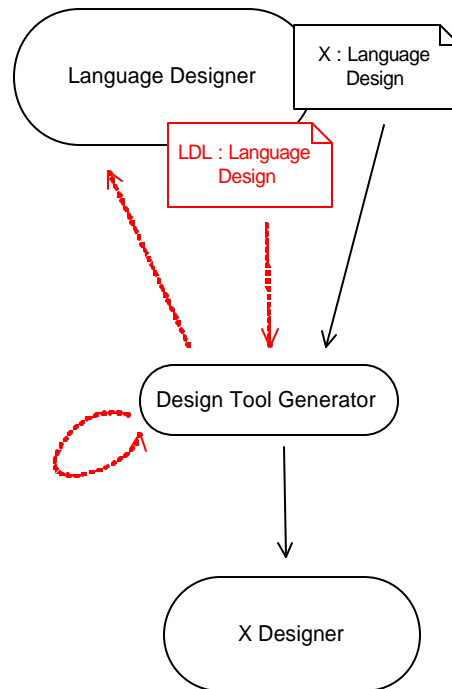 Language Designer
X : Language
Design
LDL : Language
Design
Design Tool Generator
X Designer